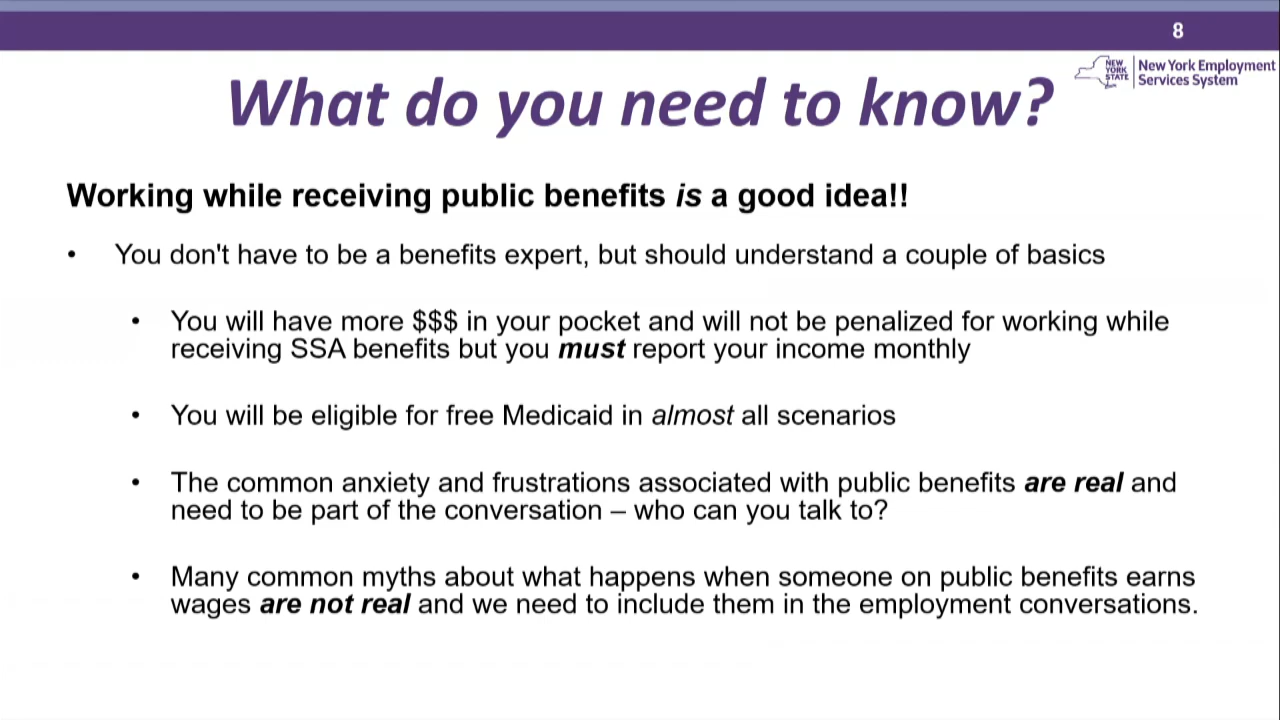 8
NEW
YORK
STATE
New York Employment
Services System
What do you need to know?
Working while receiving public benefits is a good idea!!
• You don't have to be a benefits expert, but should understand a couple of basics
• You will have more $$$ in your pocket and will not be penalized for working while
receiving SSA benefits but you must report your income monthly
• You will be eligible for free Medicaid in almost all scenarios
• The common anxiety and frustrations associated with public benefits are real and
need to be part of the conversation – who can you talk to?
• Many common myths about what happens when someone on public benefits earns
wages are not real and we need to include them in the employment conversations.